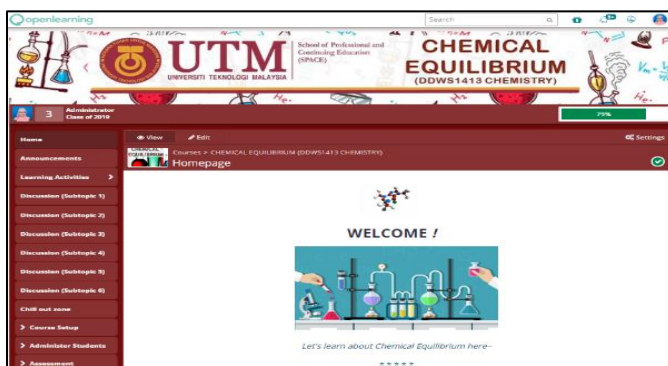 openlearning
Search
UTM
UNIVERSITI TEKNOLOGI MALAYSIA
School of Professional and
Continuing Education
(SPACE)
CHEMICAL
EQUILIBRIUM
(DDWS1413 CHEMISTRY)
3
Administrator
Class of 2019
79%
Home
Announcements
Learning Activities >
Discussion (Subtopic 1)
Discussion (Subtopic 2)
Discussion (Subtopic 3)
Discussion (Subtopic 4)
Discussion (Subtopic 5)
Discussion (Subtopic 6)
Chill out zone
> Course Setup
> Administer Students
> Assessment
View
Edit
Settings
Courses > CHEMICAL EQUILIBRIUM (DDWS1413 CHEMISTRY)
Homepage
WELCOME !
Let's learn about Chemical Equilibrium here~
* * * * *